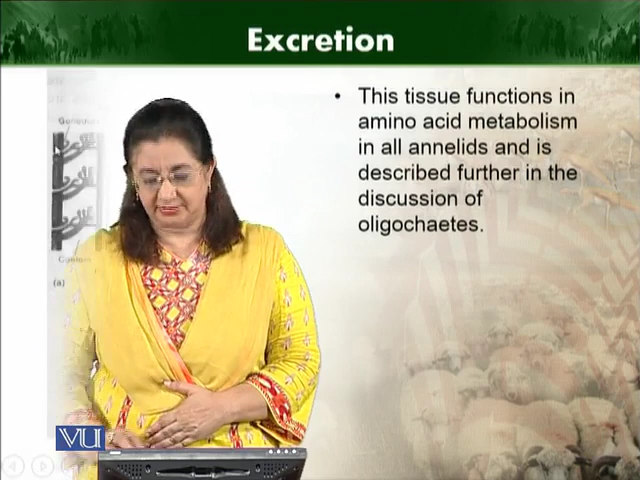 Excretion
• This tissue functions in
amino acid metabolism
in all annelids and is
described further in the
discussion of
oligochaetes.
(a)
VU